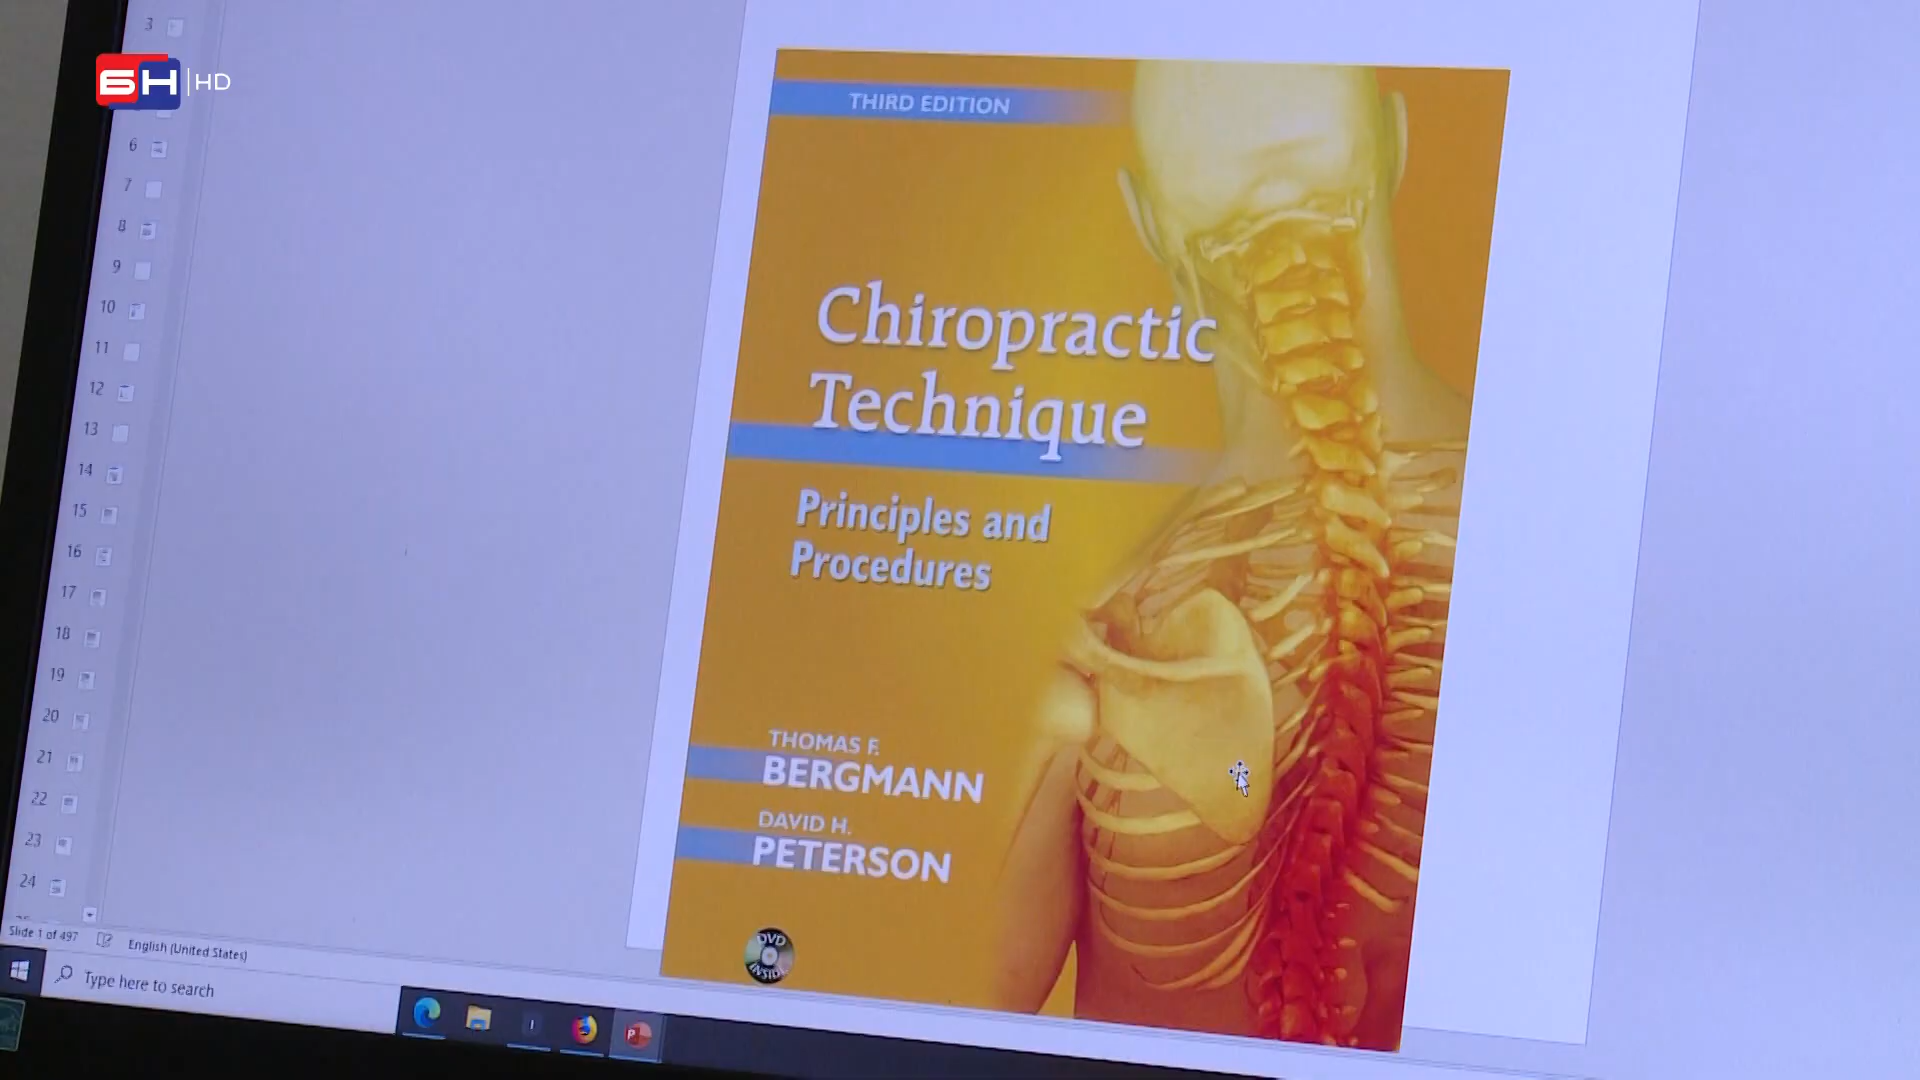 БН HD
3
6
7
8
9
10
11
12
13
14
15
16
17
18
19
20
21
22
23
24
THIRD EDITION
Chiropractic
Technique
Principles and
Procedures
THOMAS F.
BERGMANN
DAVID H.
PETERSON
DVD
INSIDE
Slide 1 of 497
English (United States)
Type here to search